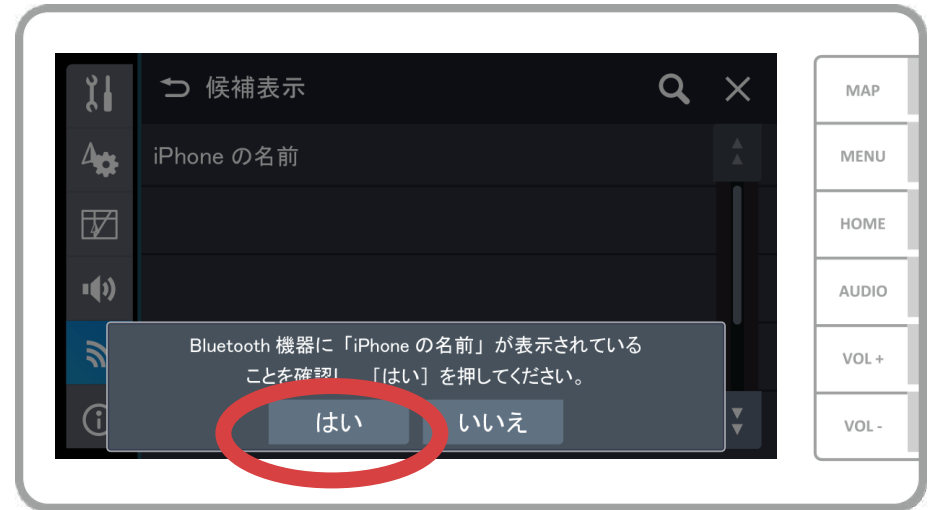 候補表示
iPhone の名前
Bluetooth 機器に「iPhone の名前」が表示されている
ことを確認し、［はい］を押してください。
はい
いいえ
MAP
MENU
HOME
AUDIO
VOL +
VOL -